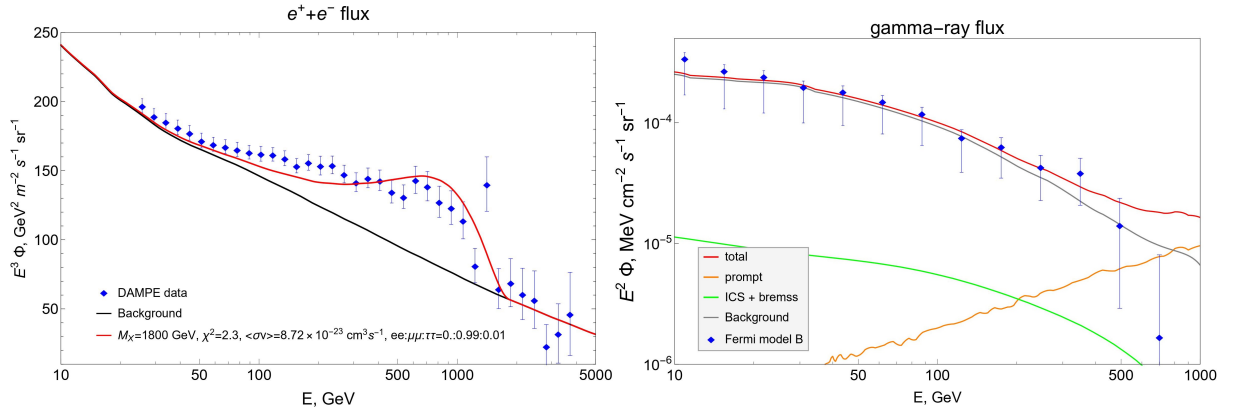 e⁺+e⁻ flux
250
200
150
100
50
E³ Φ, GeV² m⁻² s⁻¹ sr⁻¹
DAMPE data
Background
M_X=1800 GeV, χ²=2.3, <σv>=8.72×10⁻²³ cm³s⁻¹, ee:μμ:ττ=0.:0.99:0.01
10 50 100 500 1000 5000
E, GeV
gamma-ray flux
10⁻⁴
10⁻⁵
10⁻⁶
E² Φ, MeV cm⁻² s⁻¹ sr⁻¹
total
prompt
ICS + bremss
Background
Fermi model B
10 50 100 500 1000
E, GeV